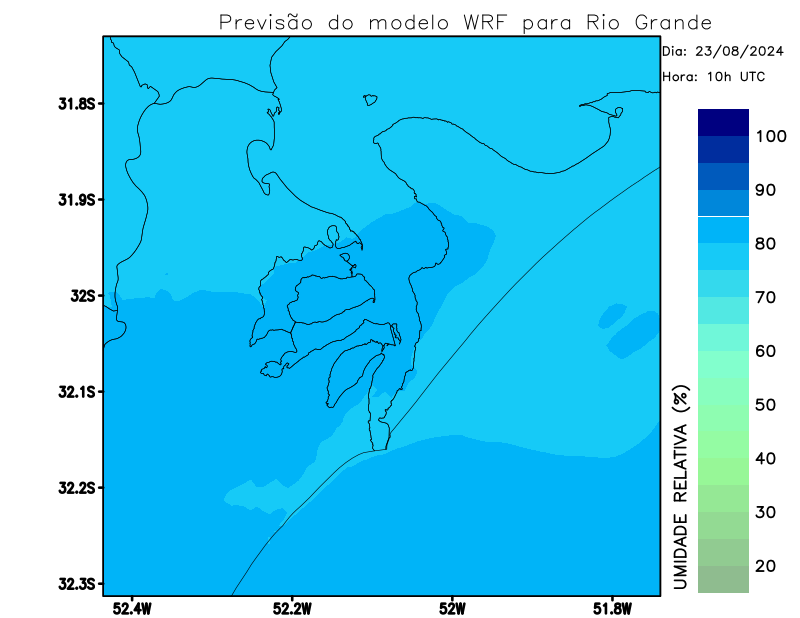 Previsão do modelo WRF para Rio Grande
Dia: 23/08/2024
Hora: 10h UTC
31.8S
31.9S
32S
32.1S
32.2S
32.3S
52.4W
52.2W
52W
51.8W
100
90
80
70
60
50
40
30
20
UMIDADE RELATIVA (%)